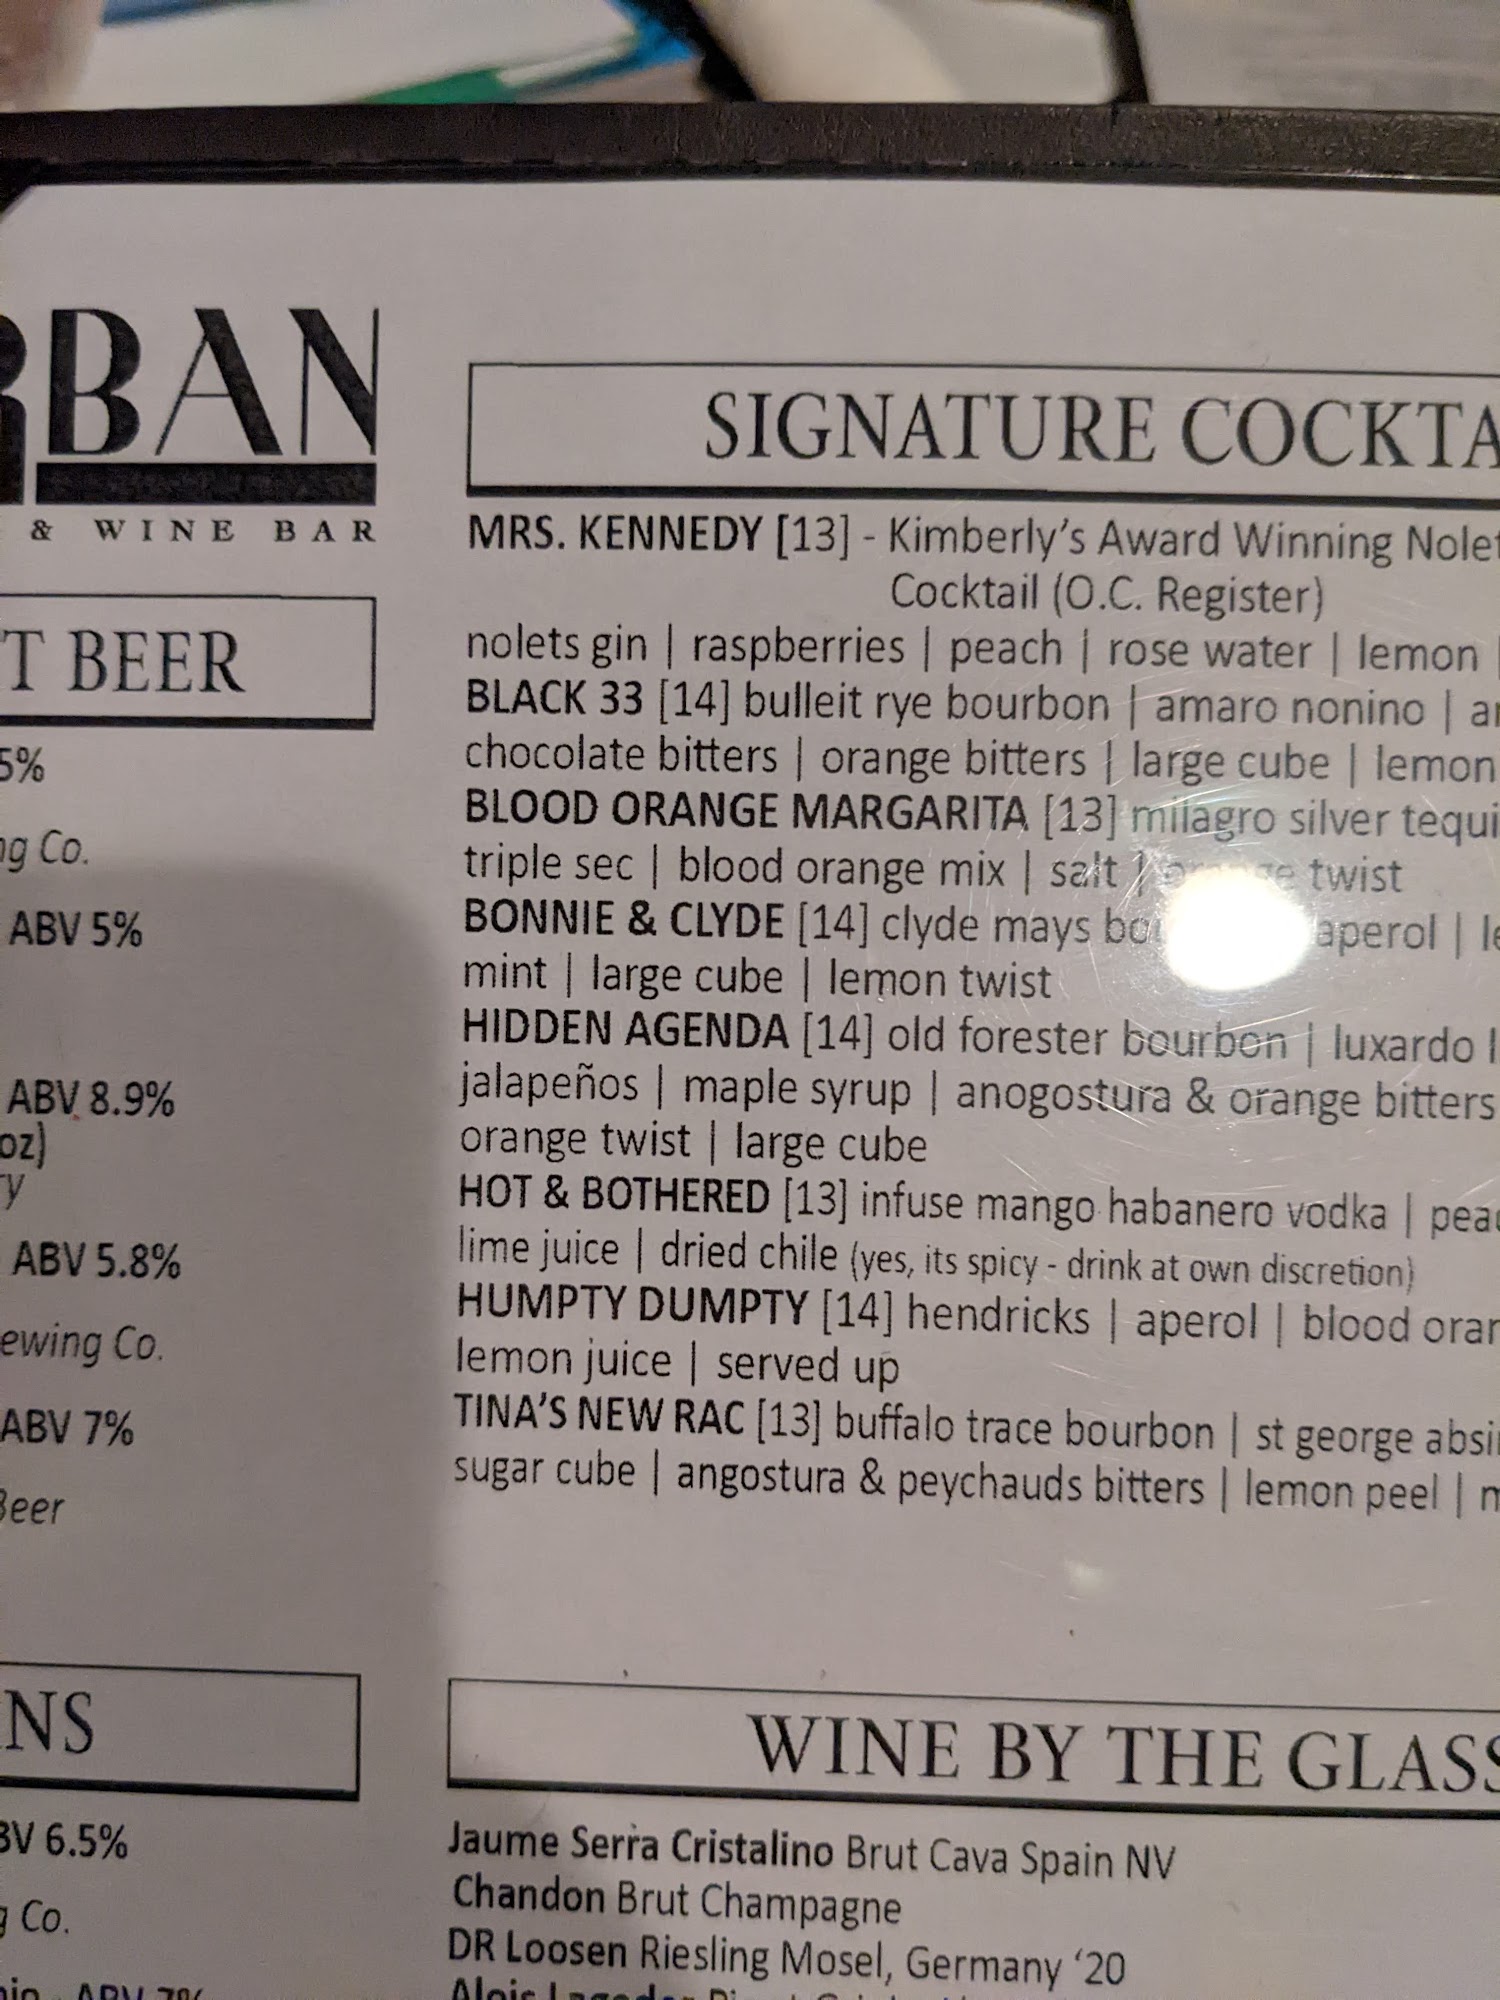 RBAN
& WINE BAR
T BEER
5%
ng Co.
ABV 5%
ABV 8.9%
oz)
ry
ABV 5.8%
ewing Co.
ABV 7%
Beer
NS
BV 6.5%
g Co.
ABV 7%
SIGNATURE COCKTA
MRS. KENNEDY [13] - Kimberly's Award Winning Nolet
Cocktail (O.C. Register)
nolets gin | raspberries | peach | rose water | lemon |
BLACK 33 [14] bulleit rye bourbon | amaro nonino |
chocolate bitters | orange bitters | large cube | lemon
BLOOD ORANGE MARGARITA [13] milagro silver tequi
triple sec | blood orange mix | salt | orange twist
BONNIE & CLYDE [14] clyde mays aperol |
mint | large cube | lemon twist
HIDDEN AGENDA [14] old forester bourbon | luxardo
jalapeños | maple syrup | anogostura & orange bitters
orange twist | large cube
HOT & BOTHERED [13] infuse mango habanero vodka | pea
lime juice | dried chile (yes, its spicy - drink at own discretion)
HUMPTY DUMPTY [14] hendricks | aperol | blood oran
lemon juice | served up
TINA'S NEW RAC [13] buffalo trace bourbon | st george absi
sugar cube | angostura & peychauds bitters | lemon peel |
WINE BY THE GLASS
Jaume Serra Cristalino Brut Cava Spain NV
Chandon Brut Champagne
DR Loosen Riesling Mosel, Germany '20